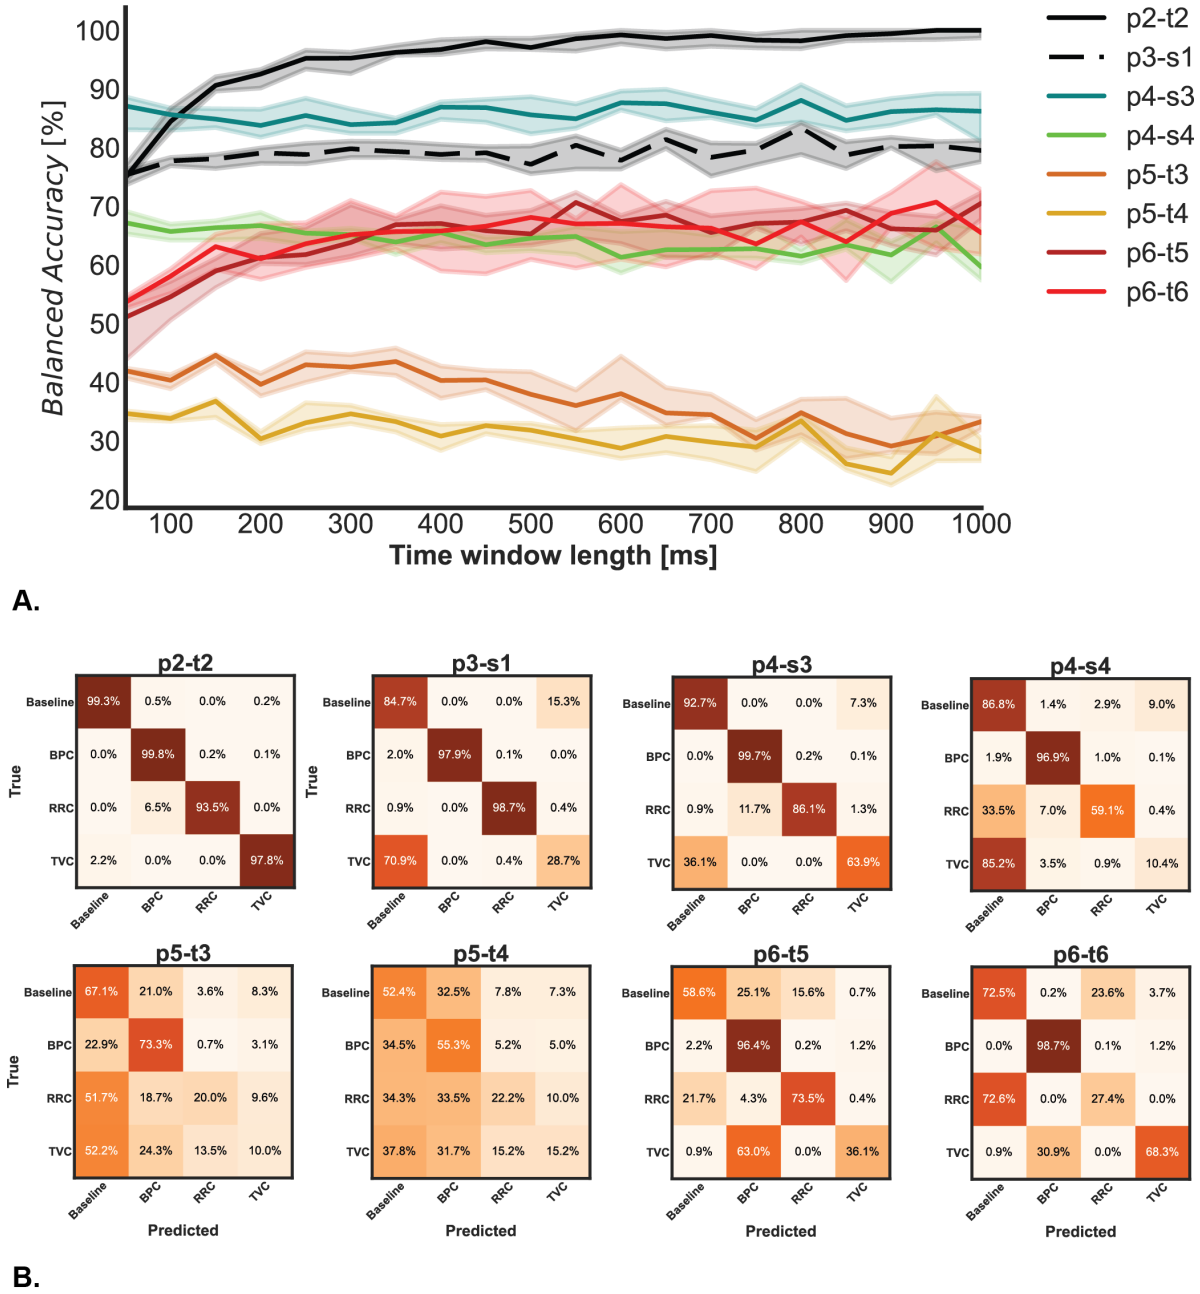 100
90
80
70
60
50
40
30
20
Balanced Accuracy [%]
100 200 300 400 500 600 700 800 900 1000
Time window length [ms]
p2-t2
p3-s1
p4-s3
p4-s4
p5-t3
p5-t4
p6-t5
p6-t6
A.
p2-t2
True
Baseline 99.3% 0.5% 0.0% 0.2%
BPC 0.0% 99.8% 0.2% 0.1%
RRC 0.0% 6.5% 93.5% 0.0%
TVC 2.2% 0.0% 0.0% 97.8%
Baseline BPC RRC TVC
p3-s1
True
Baseline 84.7% 0.0% 0.0% 15.3%
BPC 2.0% 97.9% 0.1% 0.0%
RRC 0.9% 0.0% 98.7% 0.4%
TVC 70.9% 0.0% 0.4% 28.7%
Baseline BPC RRC TVC
p4-s3
Baseline 92.7% 0.0% 0.0% 7.3%
BPC 0.0% 99.7% 0.2% 0.1%
RRC 0.9% 11.7% 86.1% 1.3%
TVC 36.1% 0.0% 0.0% 63.9%
Baseline BPC RRC TVC
p4-s4
Baseline 86.8% 1.4% 2.9% 9.0%
BPC 1.9% 96.9% 1.0% 0.1%
RRC 33.5% 7.0% 59.1% 0.4%
TVC 85.2% 3.5% 0.9% 10.4%
Baseline BPC RRC TVC
p5-t3
True
Baseline 67.1% 21.0% 3.6% 8.3%
BPC 22.9% 73.3% 0.7% 3.1%
RRC 51.7% 18.7% 20.0% 9.6%
TVC 52.2% 24.3% 13.5% 10.0%
Baseline BPC RRC TVC
Predicted
p5-t4
52.4% 32.5% 7.8% 7.3%
34.5% 55.3% 5.2% 5.0%
34.3% 33.5% 22.2% 10.0%
37.8% 31.7% 15.2% 15.2%
Baseline BPC RRC TVC
Predicted
p6-t5
Baseline 58.6% 25.1% 15.6% 0.7%
BPC 2.2% 96.4% 0.2% 1.2%
RRC 21.7% 4.3% 73.5% 0.4%
TVC 0.9% 63.0% 0.0% 36.1%
Baseline BPC RRC TVC
Predicted
p6-t6
Baseline 72.5% 0.2% 23.6% 3.7%
BPC 0.0% 98.7% 0.1% 1.2%
RRC 72.6% 0.0% 27.4% 0.0%
TVC 0.9% 30.9% 0.0% 68.3%
Baseline BPC RRC TVC
Predicted
B.